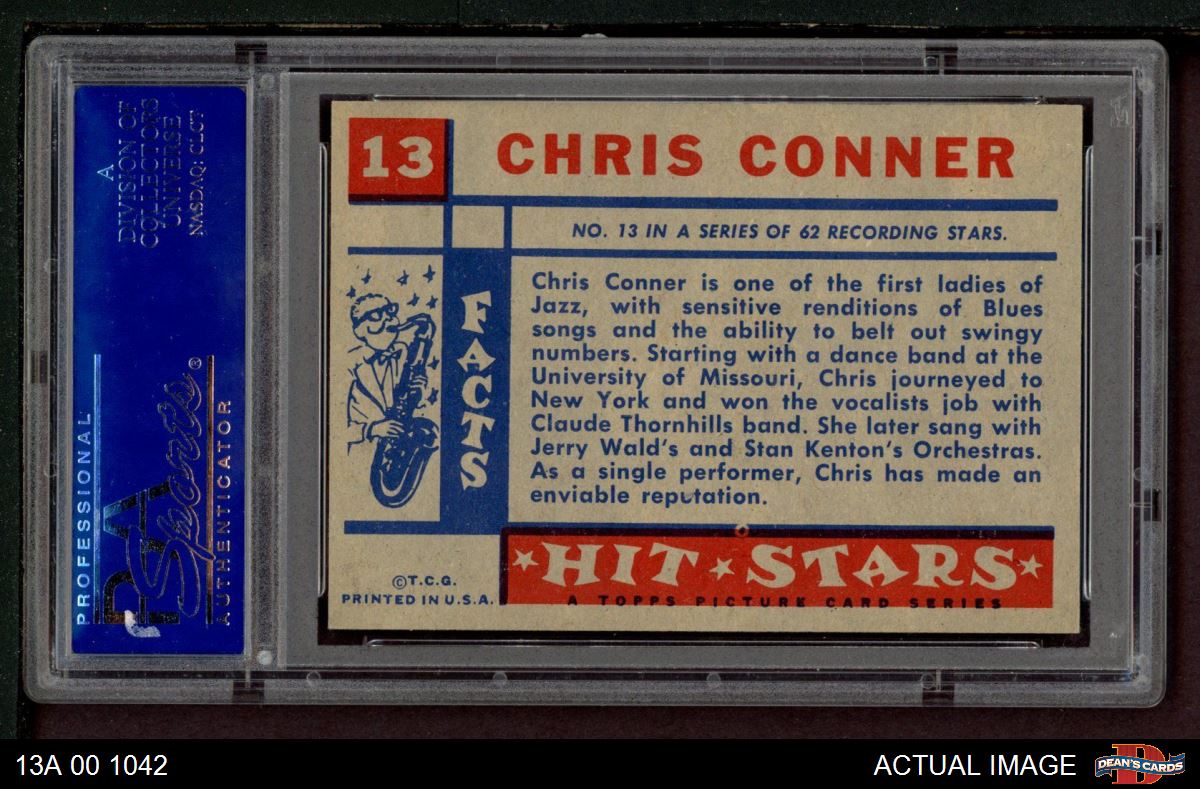 A
DIVISION OF
COLLECTORS
UNIVERSE
NASDAQ: CLCT
PROFESSIONAL
PSA
Sports®
AUTHENTICATOR
13
CHRIS CONNER
NO. 13 IN A SERIES OF 62 RECORDING STARS.
FACTS
Chris Conner is one of the first ladies of
Jazz, with sensitive renditions of Blues
songs and the ability to belt out swingy
numbers. Starting with a dance band at the
University of Missouri, Chris journeyed to
New York and won the vocalists job with
Claude Thornhills band. She later sang with
Jerry Wald's and Stan Kenton's Orchestras.
As a single performer, Chris has made an
enviable reputation.
HIT STARS
A TOPPS PICTURE CARD SERIES
©T.C.G.
PRINTED IN U.S.A.
13A 00 1042
ACTUAL IMAGE
DEAN'S CARDS